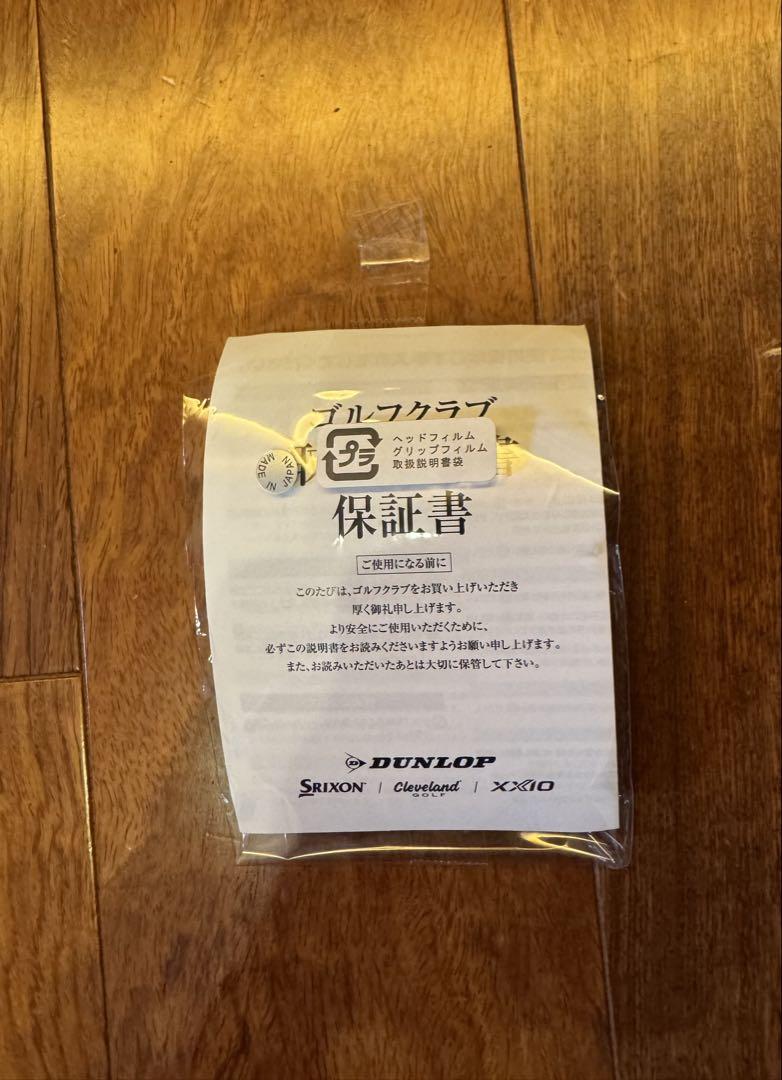 ゴルフクラブ
プラ
ヘッドフィルム
グリップフィルム
取扱説明書袋
MADE IN JAPAN
書
保証書
ご使用になる前に
このたびは、ゴルフクラブをお買い上げいただき
厚く御礼申し上げます。
より安全にご使用いただくために、
必ずこの説明書をお読みくださいますようお願い申し上げます。
また、お読みいただいたあとは大切に保管して下さい。
DUNLOP
SRIXON | Cleveland GOLF | XXIO